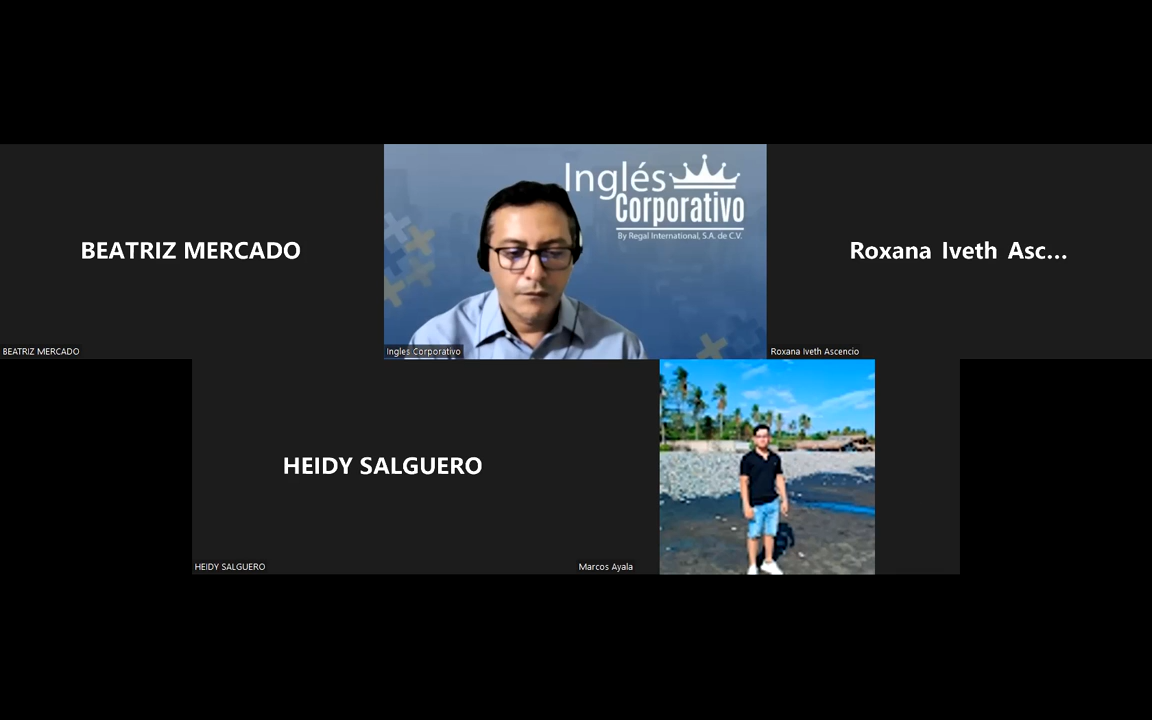 BEATRIZ MERCADO
BEATRIZ MERCADO
Inglés
Corporativo
By Regal International, S.A. de C.V.
Ingles Corporativo
Roxana Iveth Asc...
Roxana Iveth Ascencio
HEIDY SALGUERO
HEIDY SALGUERO
Marcos Ayala